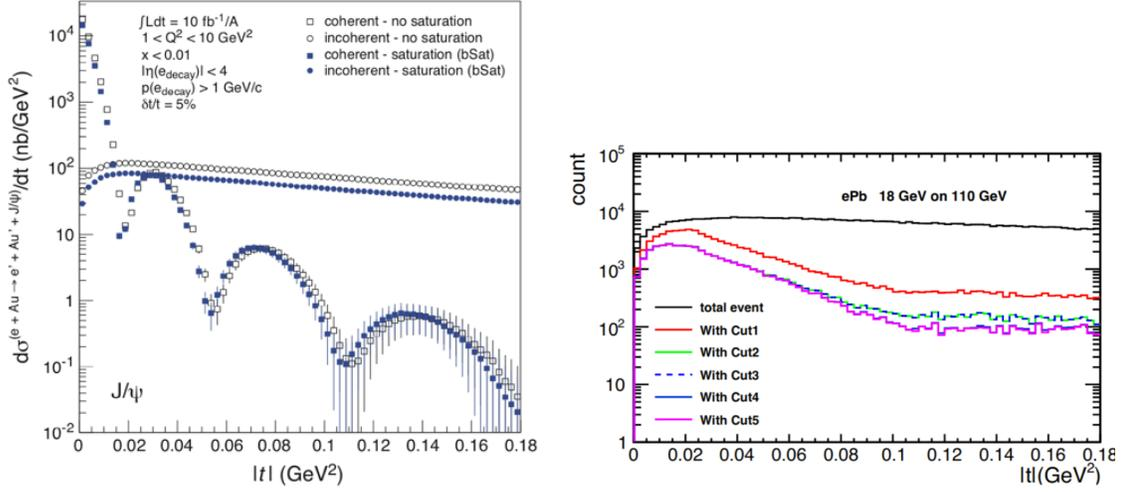 ∫Ldt = 10 fb⁻¹/A
1 < Q² < 10 GeV²
x < 0.01
|η(e_decay)| < 4
p(e_decay) > 1 GeV/c
δt/t = 5%
coherent - no saturation
incoherent - no saturation
coherent - saturation (bSat)
incoherent - saturation (bSat)
dσ(e + Au → e' + Au' + J/ψ)/dt (nb/GeV²)
10⁴
10³
10²
10
1
10⁻¹
10⁻²
J/ψ
0 0.02 0.04 0.06 0.08 0.1 0.12 0.14 0.16 0.18
|t| (GeV²)
count
10⁵
10⁴
10³
10²
10
1
ePb 18 GeV on 110 GeV
total event
With Cut1
With Cut2
With Cut3
With Cut4
With Cut5
0 0.02 0.04 0.06 0.08 0.1 0.12 0.14 0.16 0.18
|t|(GeV²)